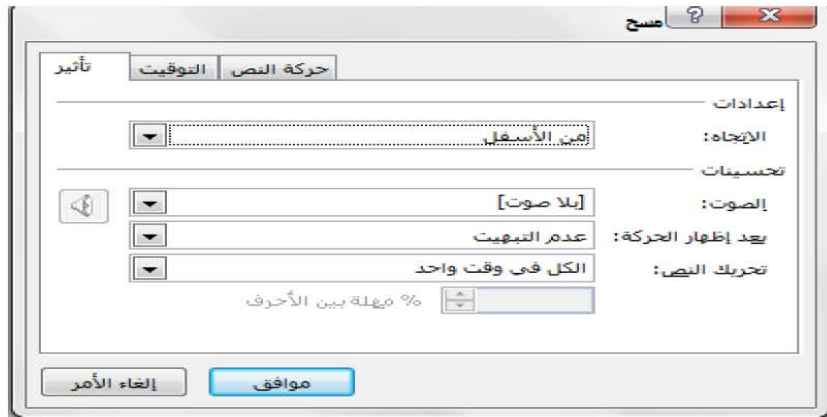 مسح
تأثير
التوقيت
حركة النص
إعدادات
الاتجاه: من الأسفل
تحسينات
الصوت: [بلا صوت]
بعد إظهار الحركة: عدم التبهيت
تحريك النص: الكل في وقت واحد
% مهلة بين الأحرف
موافق
إلغاء الأمر